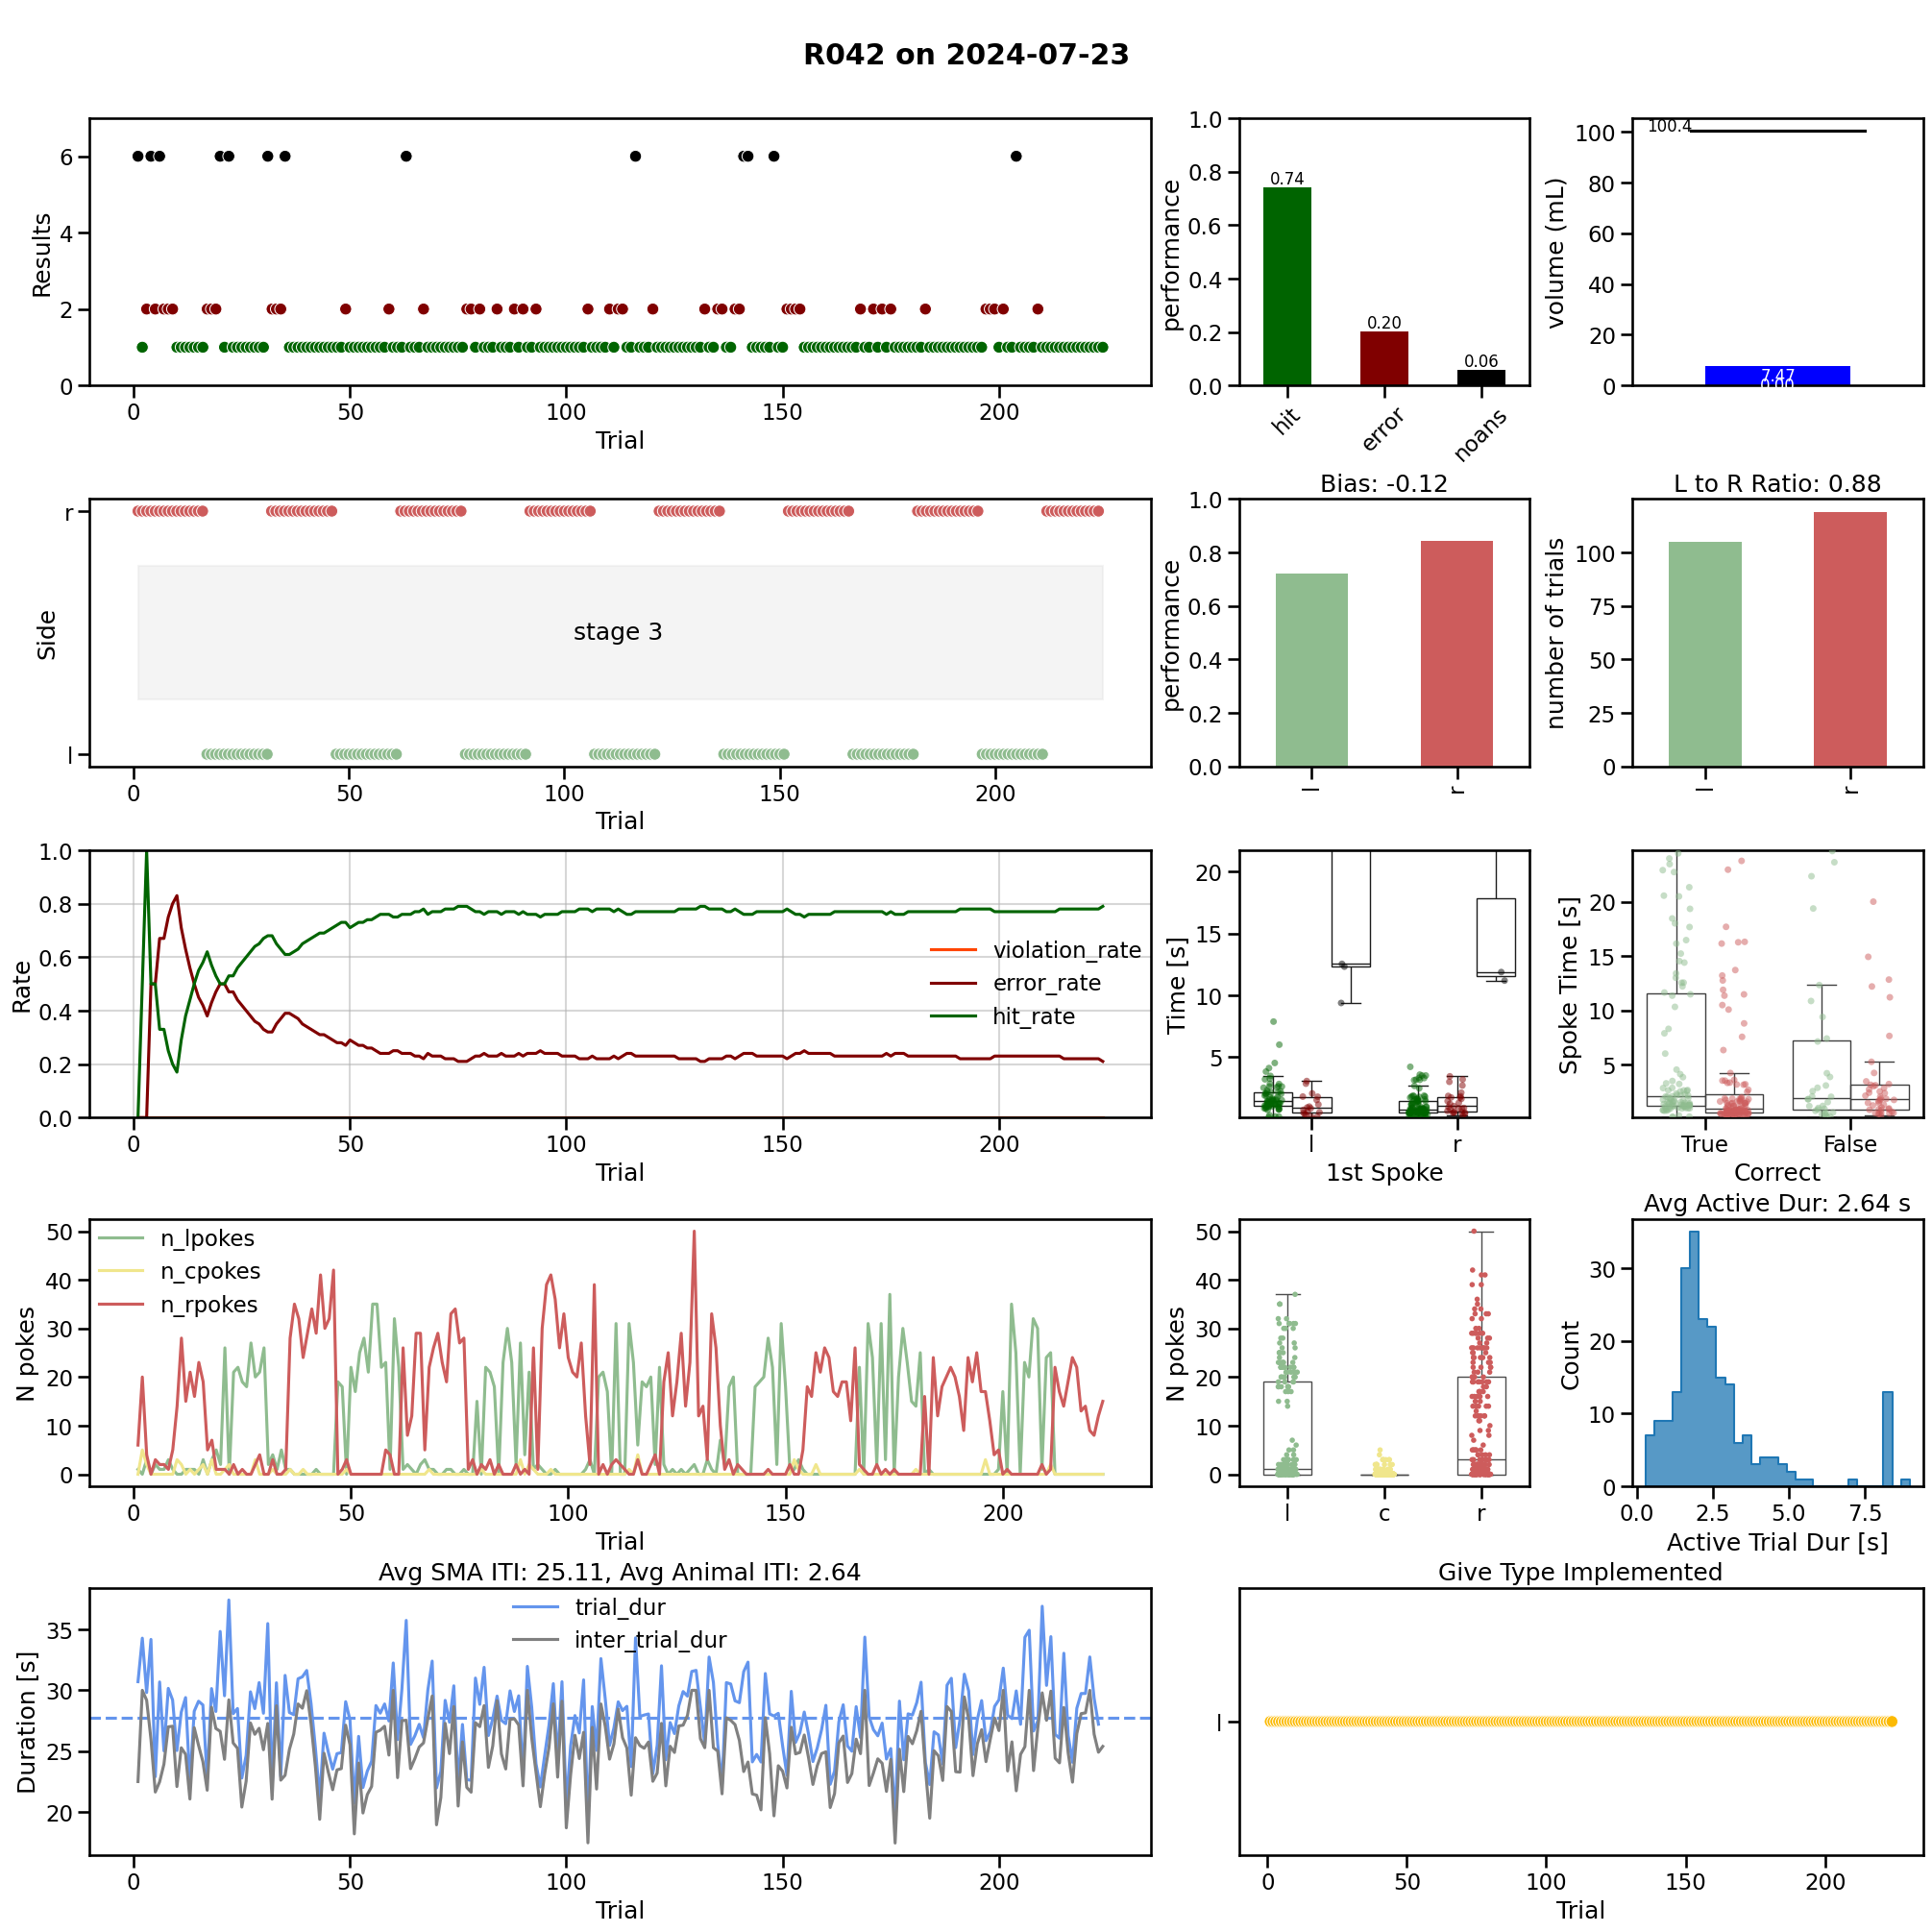 R042 on 2024-07-23
Results
6
4
2
0
0 50 100 150 200
Trial
performance
1.0
0.8
0.6
0.4
0.2
0.0
0.74
0.20
0.06
hit error noans
volume (mL)
100
80
60
40
20
0
100.4
7.47
0.00
Side
r
l
stage 3
0 50 100 150 200
Trial
Bias: -0.12
performance
1.0
0.8
0.6
0.4
0.2
0.0
l r
L to R Ratio: 0.88
number of trials
100
75
50
25
0
l r
Rate
1.0
0.8
0.6
0.4
0.2
0.0
violation_rate
error_rate
hit_rate
0 50 100 150 200
Trial
Time [s]
20
15
10
5
l r
1st Spoke
Spoke Time [s]
20
15
10
5
True False
Correct
N pokes
50
40
30
20
10
0
n_lpokes
n_cpokes
n_rpokes
0 50 100 150 200
Trial
N pokes
50
40
30
20
10
0
l c r
Avg Active Dur: 2.64 s
Count
30
20
10
0
0.0 2.5 5.0 7.5
Active Trial Dur [s]
Avg SMA ITI: 25.11, Avg Animal ITI: 2.64
Duration [s]
35
30
25
20
trial_dur
inter_trial_dur
0 50 100 150 200
Trial
Give Type Implemented
l
0 50 100 150 200
Trial